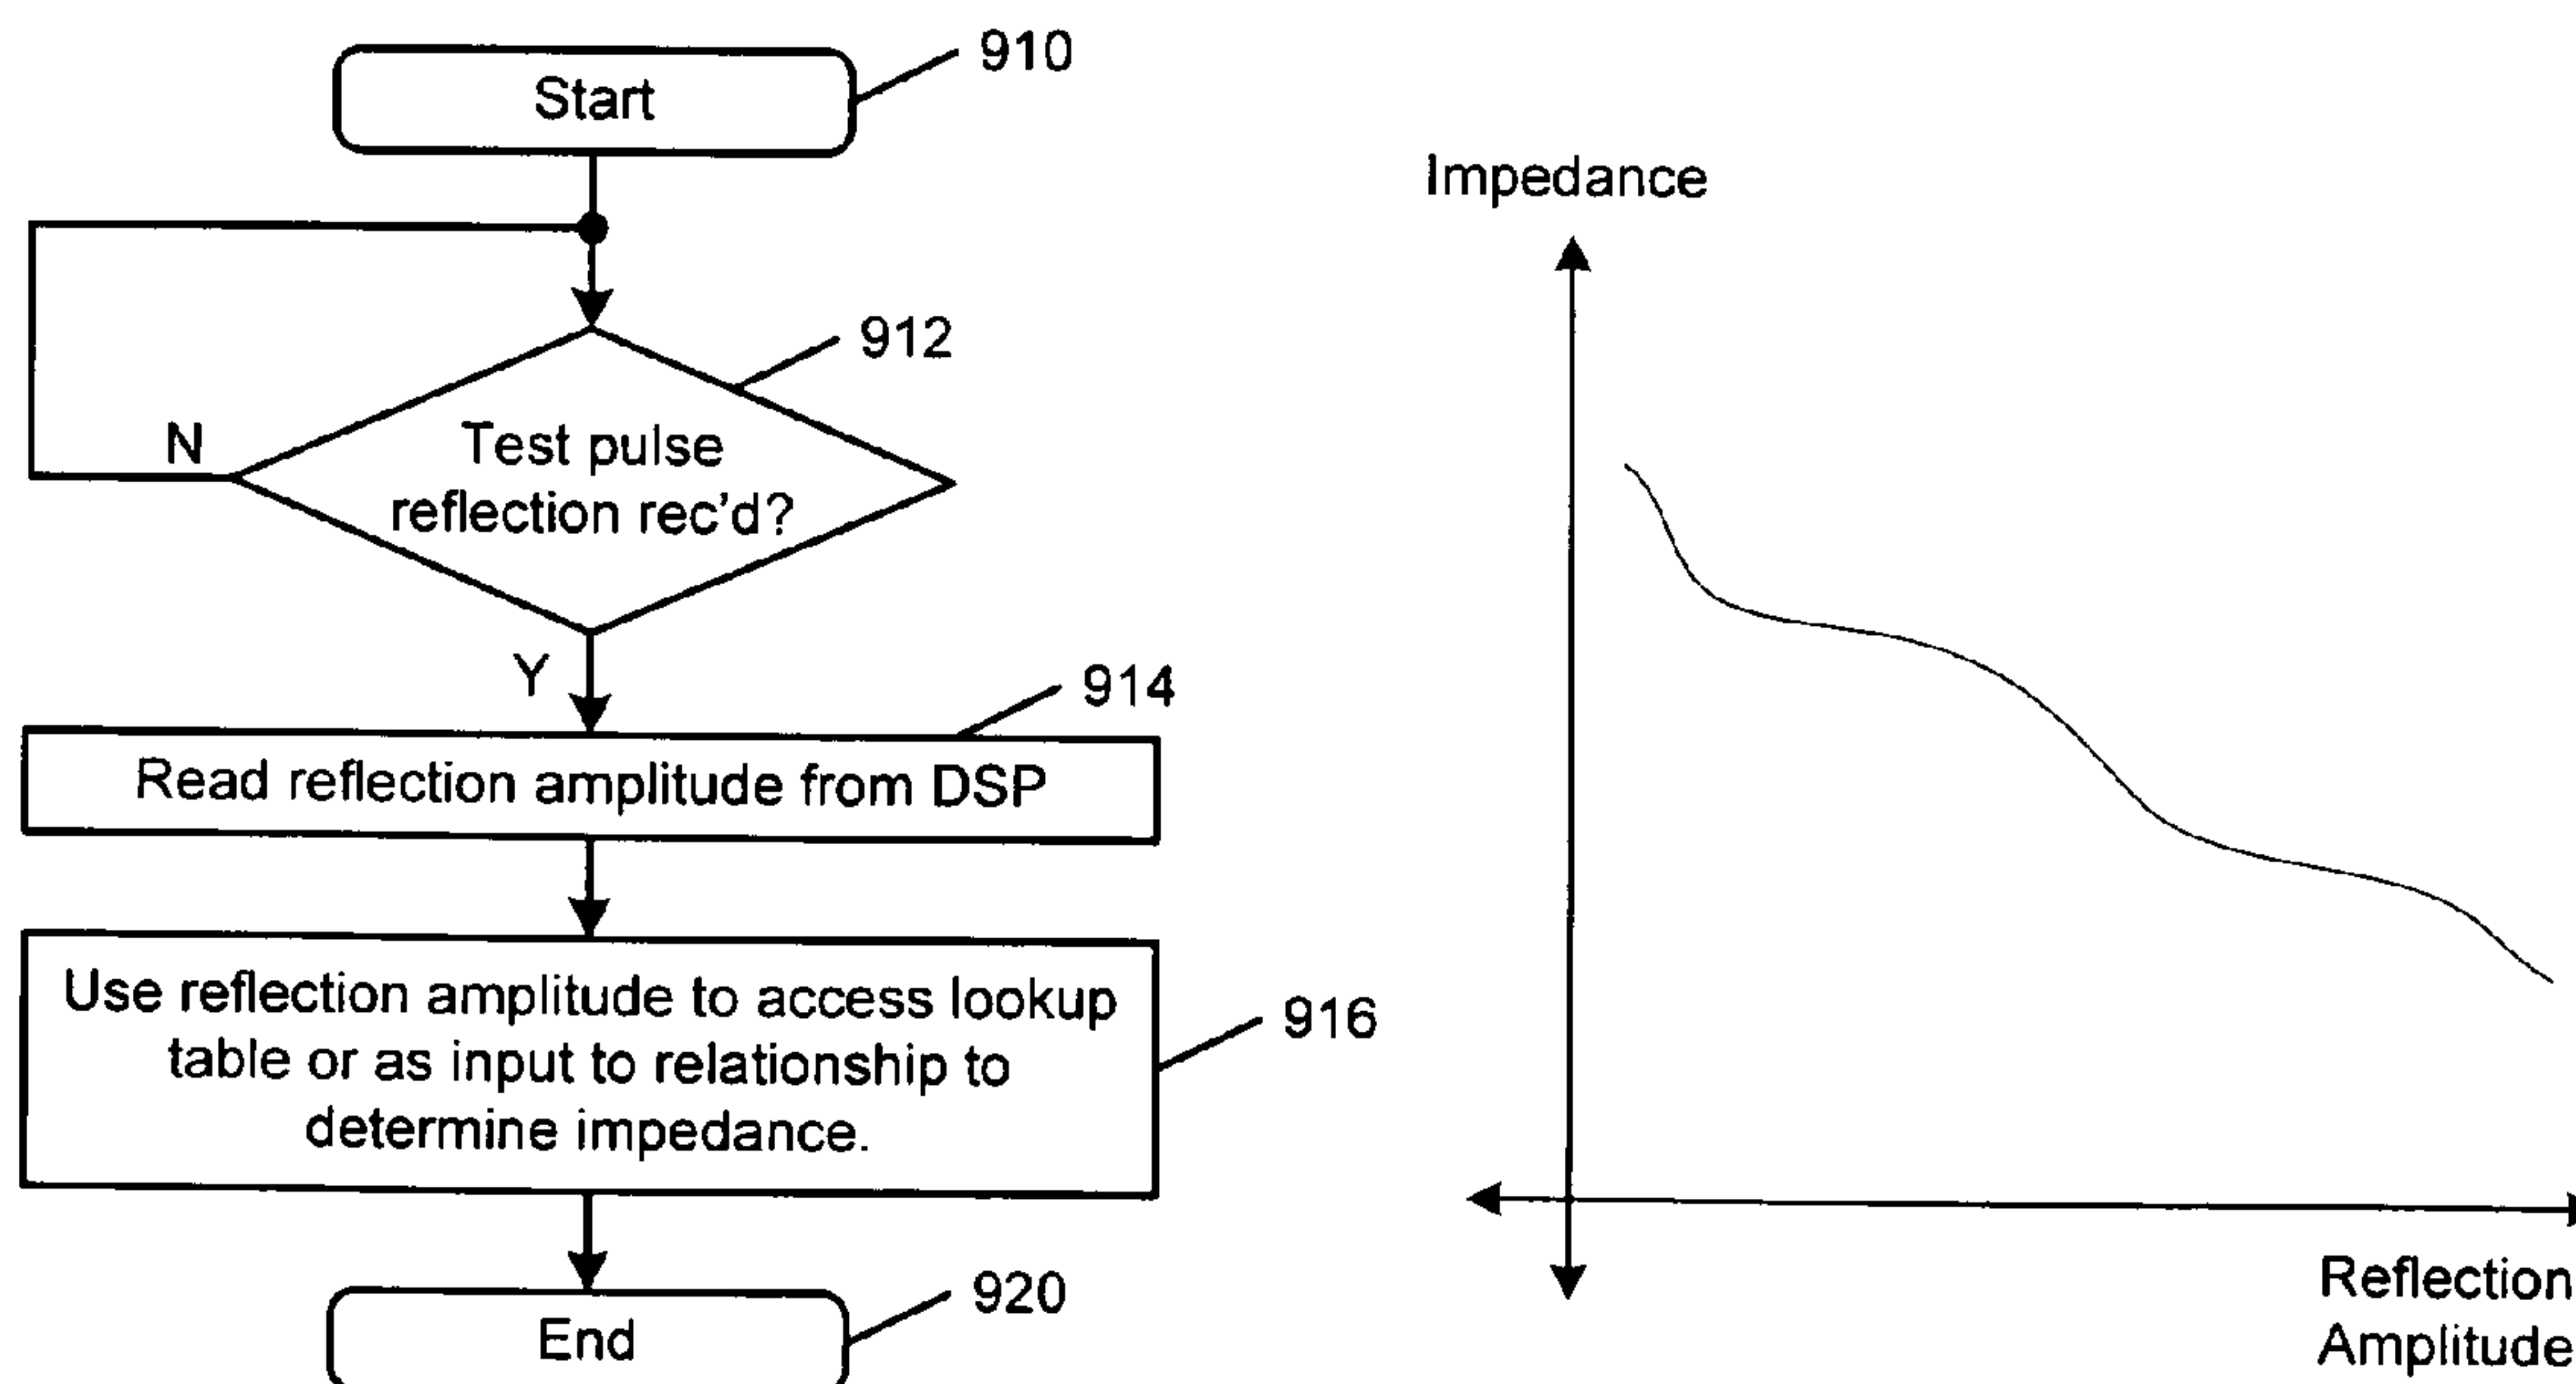 Start
910
912
Test pulse
reflection rec'd?
N
Y
914
Read reflection amplitude from DSP
Use reflection amplitude to access lookup
table or as input to relationship to
determine impedance.
916
End
920
Impedance
Reflection
Amplitude